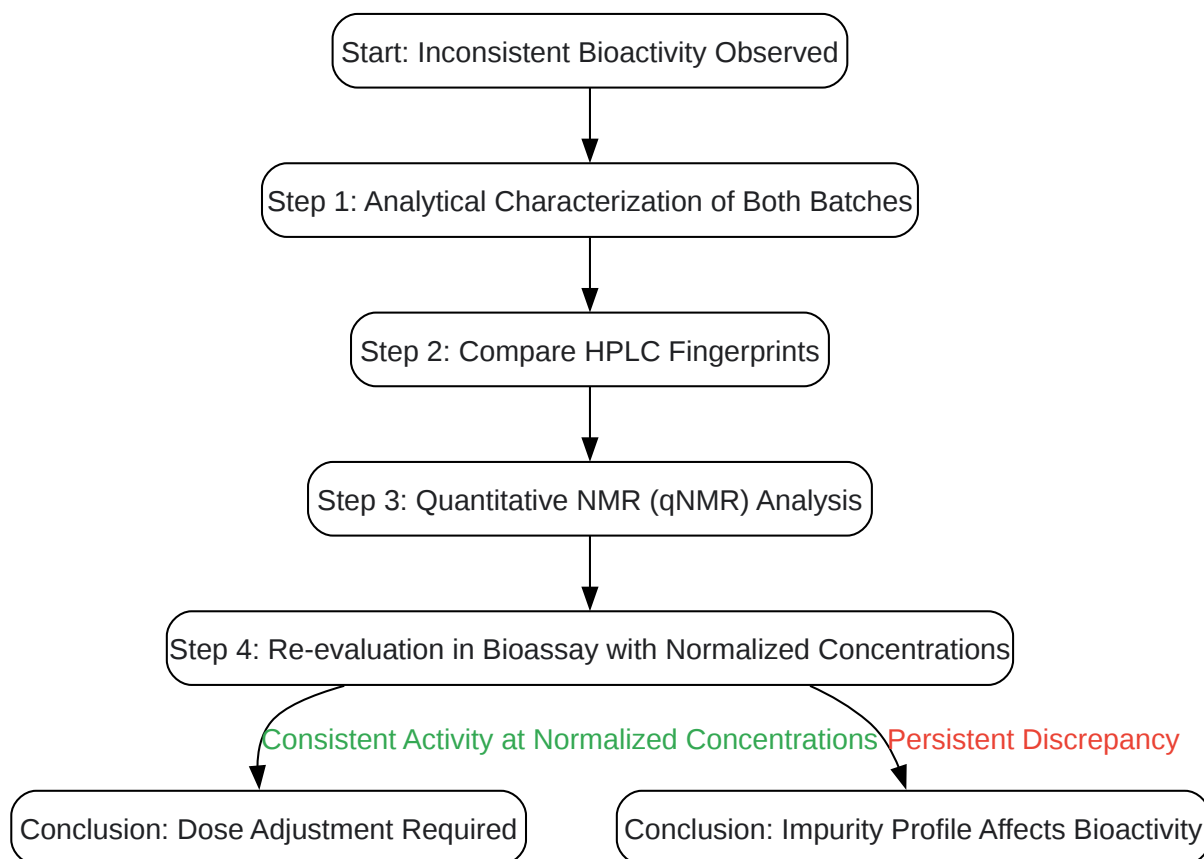 Start: Inconsistent Bioactivity Observed
Step 1: Analytical Characterization of Both Batches
Step 2: Compare HPLC Fingerprints
Step 3: Quantitative NMR (qNMR) Analysis
Step 4: Re-evaluation in Bioassay with Normalized Concentrations
Consistent Activity at Normalized Concentrations
Persistent Discrepancy
Conclusion: Dose Adjustment Required
Conclusion: Impurity Profile Affects Bioactivity